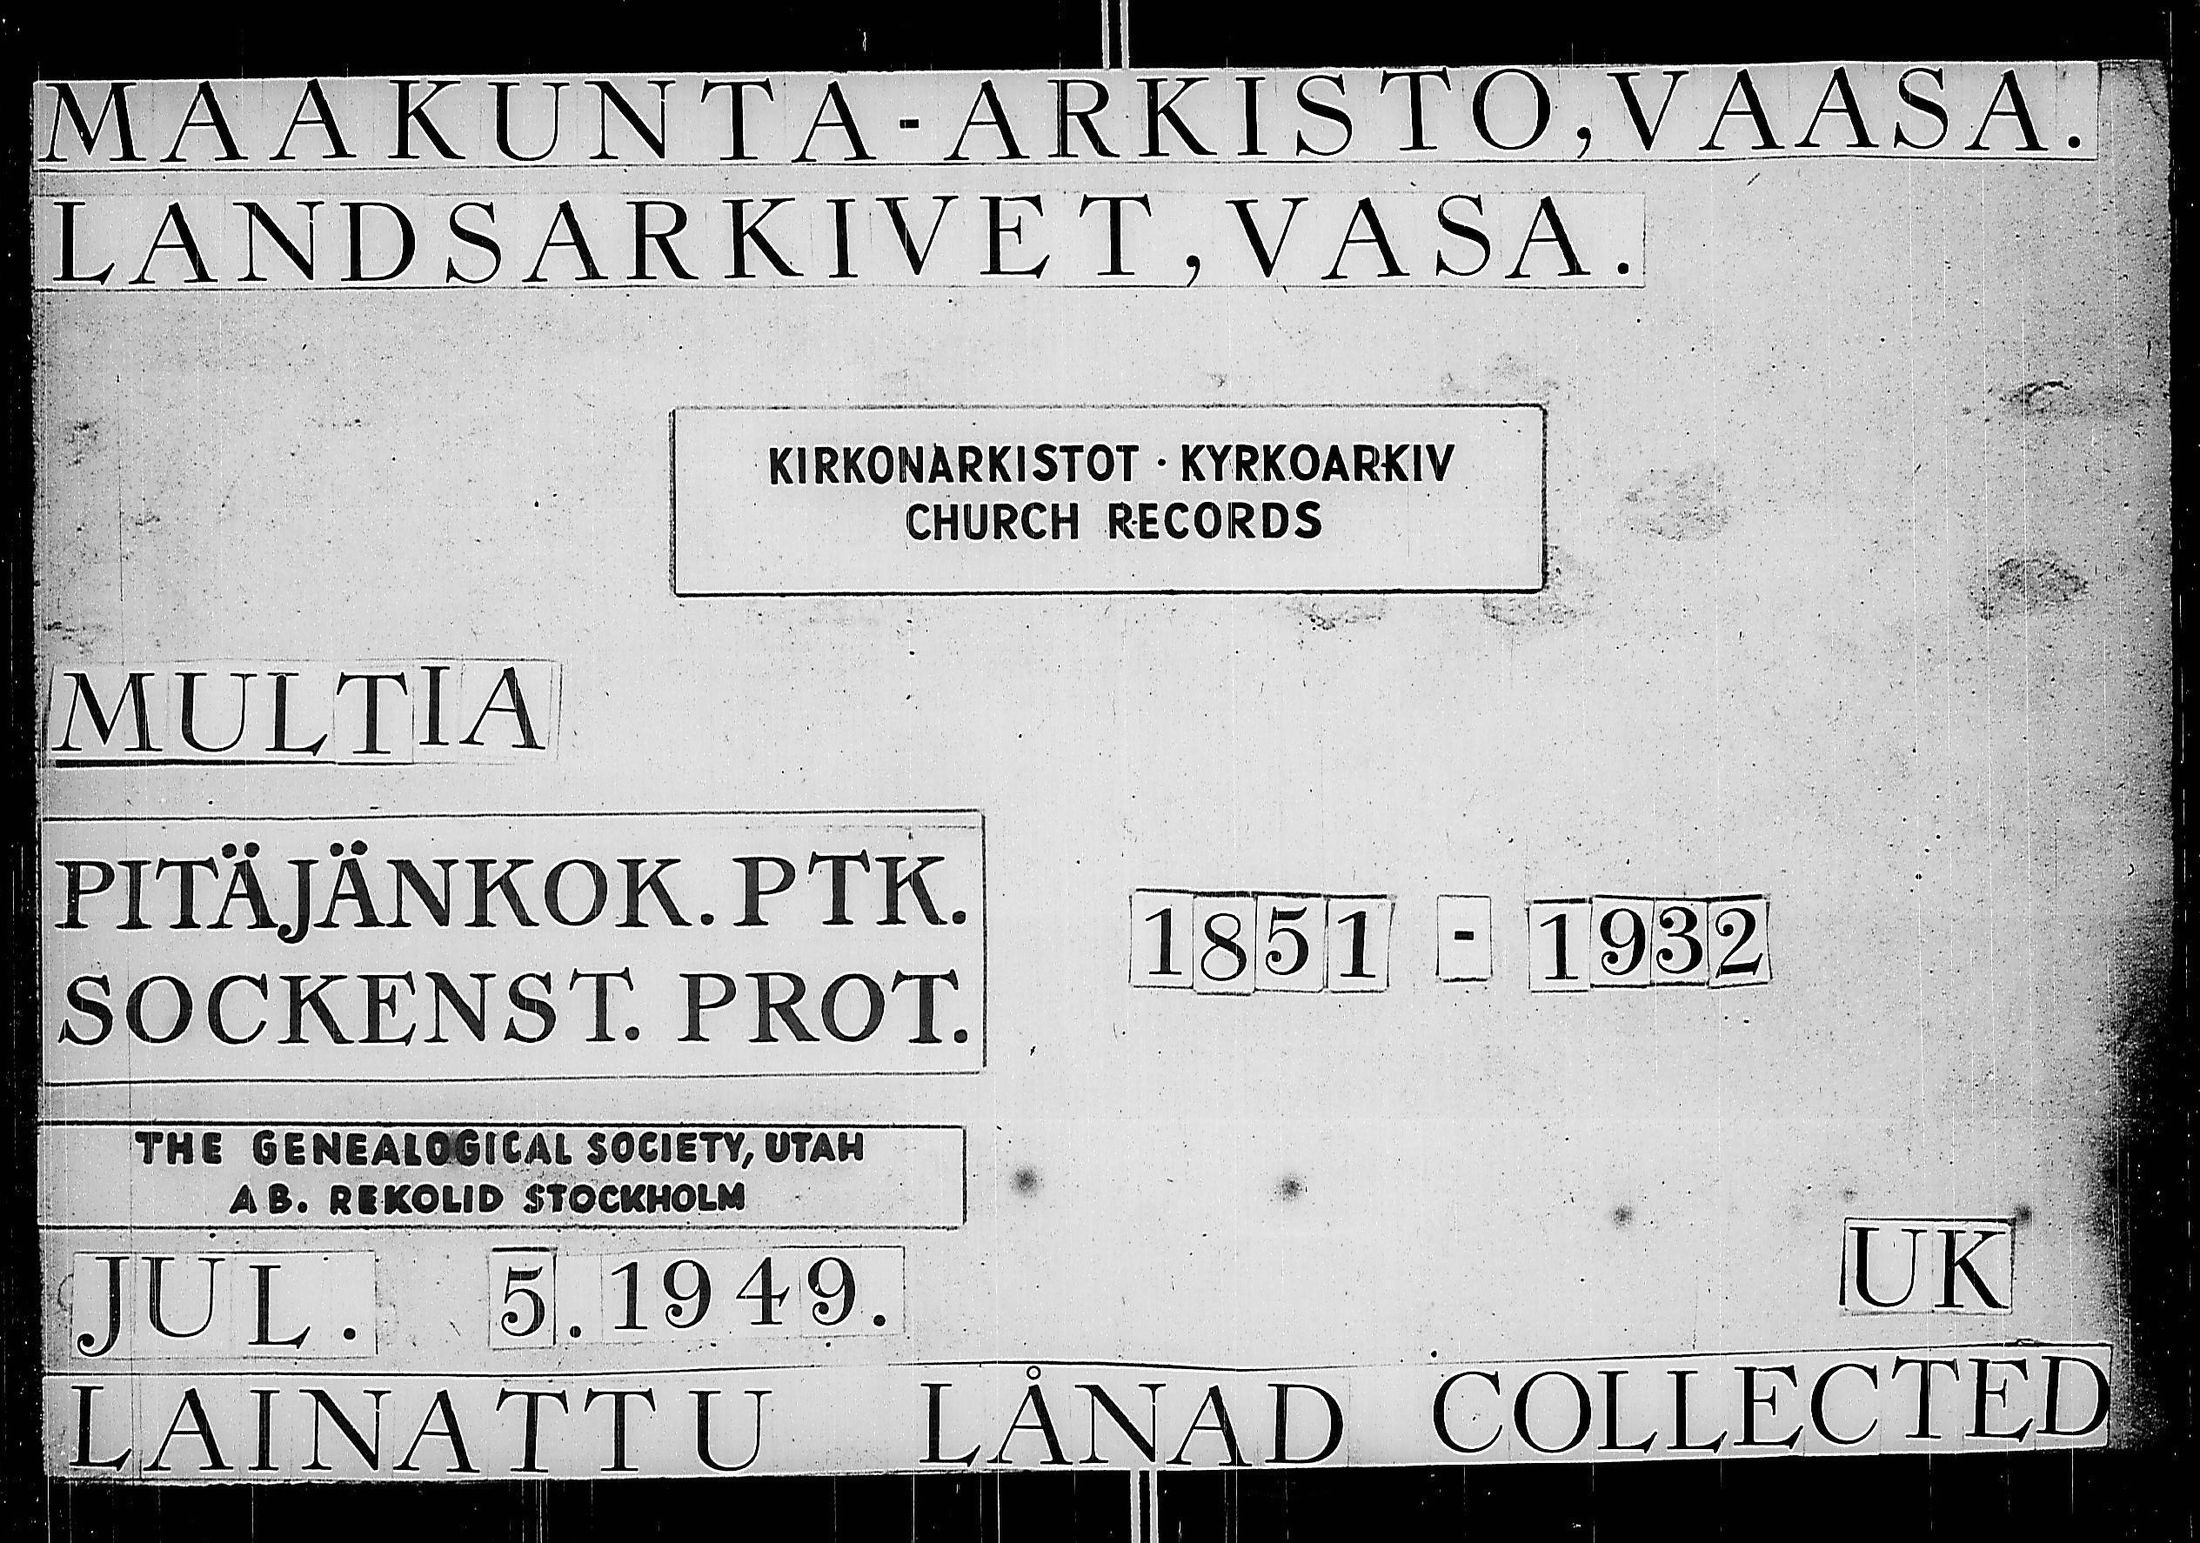 MAAKUNTA-ARKISTO, VAASA.
LANDSARKIVET, VASA.
KIRKONARKISTOT · KYRKOARKIV
CHURCH RECORDS
MULTIA
PITÄJÄNKOK. PTK.
SOCKENST. PROT.
1851 - 1932
THE GENEALOGICAL SOCIETY, UTAH
AB. REKOLID STOCKHOLM
JUL. 5. 1949.
UK
LAINATTU LÅNAD COLLECTED